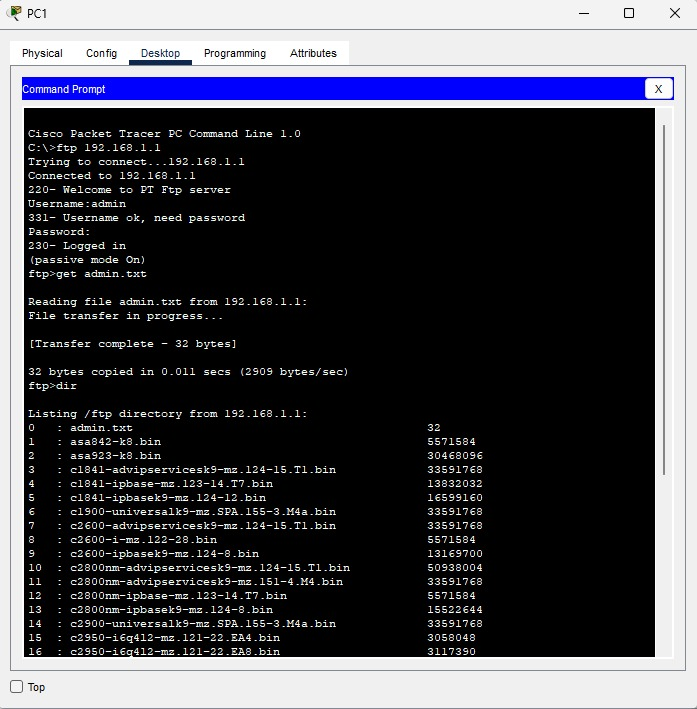 PC1
Physical Config Desktop Programming Attributes
Command Prompt X
Cisco Packet Tracer PC Command Line 1.0
C:\>ftp 192.168.1.1
Trying to connect...192.168.1.1
Connected to 192.168.1.1
220- Welcome to PT Ftp server
Username:admin
331- Username ok, need password
Password:
230- Logged in
(passive mode On)
ftp>get admin.txt
Reading file admin.txt from 192.168.1.1:
File transfer in progress...
[Transfer complete - 32 bytes]
32 bytes copied in 0.011 secs (2909 bytes/sec)
ftp>dir
Listing /ftp directory from 192.168.1.1:
0 : admin.txt 32
1 : asa842-k8.bin 5571584
2 : asa923-k8.bin 30468096
3 : c1841-advipservicesk9-mz.124-15.T1.bin 33591768
4 : c1841-ipbase-mz.123-14.T7.bin 13832032
5 : c1841-ipbasek9-mz.124-12.bin 16599160
6 : c1900-universalk9-mz.SPA.155-3.M4a.bin 33591768
7 : c2600-advipservicesk9-mz.124-15.T1.bin 33591768
8 : c2600-i-mz.122-28.bin 5571584
9 : c2600-ipbasek9-mz.124-8.bin 13169700
10 : c2800nm-advipservicesk9-mz.124-15.T1.bin 50938004
11 : c2800nm-advipservicesk9-mz.151-4.M4.bin 33591768
12 : c2800nm-ipbase-mz.123-14.T7.bin 5571584
13 : c2800nm-ipbasek9-mz.124-8.bin 15522644
14 : c2900-universalk9-mz.SPA.155-3.M4a.bin 33591768
15 : c2950-i6q4l2-mz.121-22.EA4.bin 3058048
16 : c2950-i6q4l2-mz.121-22.EA8.bin 3117390
Top